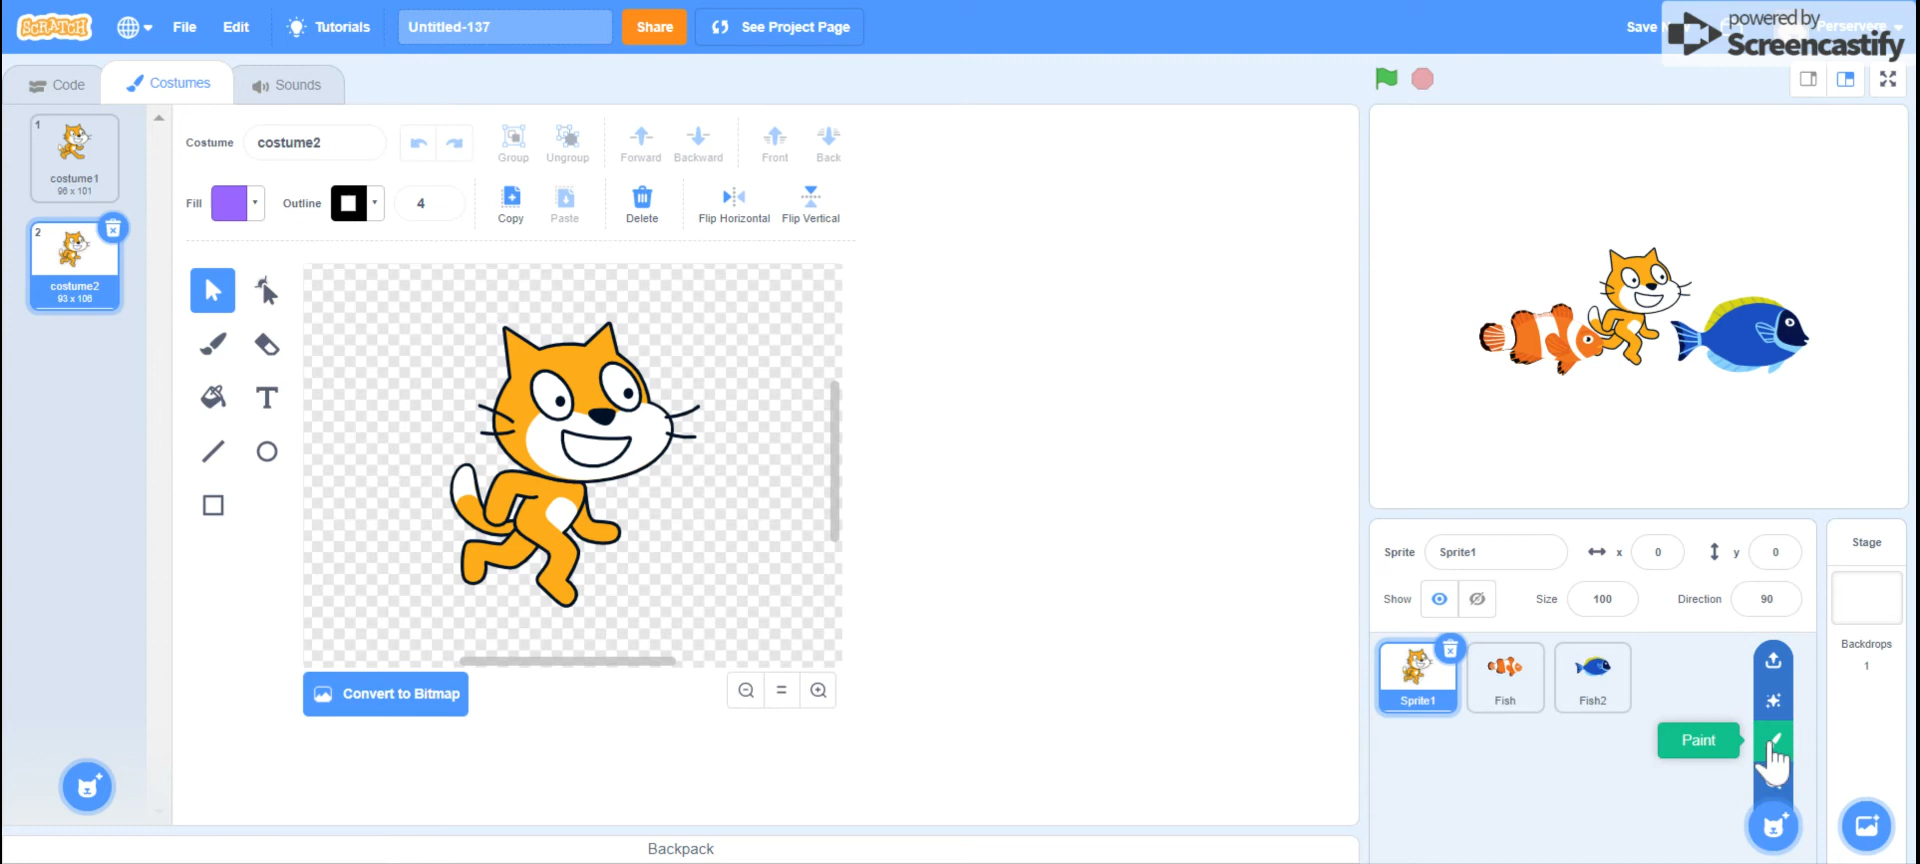 SCRATCH
File
Edit
Tutorials
Untitled-137
Share
See Project Page
Save
powered by
Screencastify
Code
Costumes
Sounds
1
costume1
96 x 101
2
costume2
93 x 106
Costume
costume2
Group
Ungroup
Forward
Backward
Front
Back
Fill
Outline
4
Copy
Paste
Delete
Flip Horizontal
Flip Vertical
T
Convert to Bitmap
=
Sprite
Sprite1
x
0
y
0
Show
Size
100
Direction
90
Stage
Backdrops
1
Sprite1
Fish
Fish2
Paint
Backpack